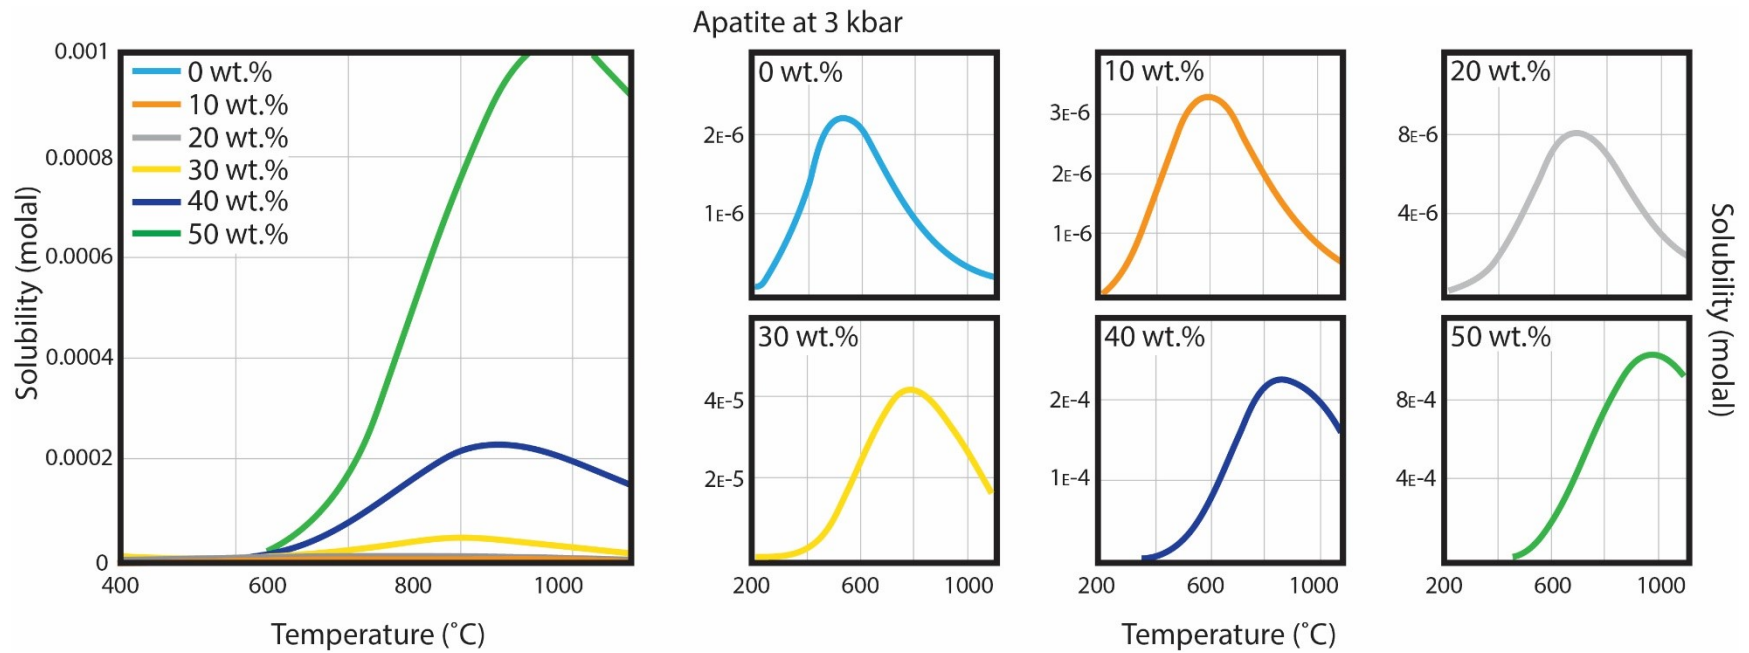 Apatite at 3 kbar
Solubility (molal)
0.001
0.0008
0.0006
0.0004
0.0002
0
0 wt.%
10 wt.%
20 wt.%
30 wt.%
40 wt.%
50 wt.%
400 600 800 1000
Temperature (˚C)
0 wt.%
2E-6
1E-6
10 wt.%
3E-6
2E-6
1E-6
20 wt.%
8E-6
4E-6
30 wt.%
4E-5
2E-5
200 600 1000
40 wt.%
2E-4
1E-4
200 600 1000
50 wt.%
8E-4
4E-4
200 600 1000
Temperature (˚C)
Solubility (molal)